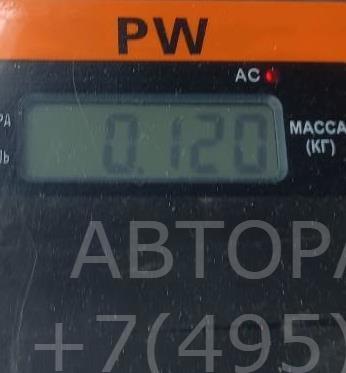 PW
AC
0.120
МАССА
(КГ)
АВТОРА
+7(495)